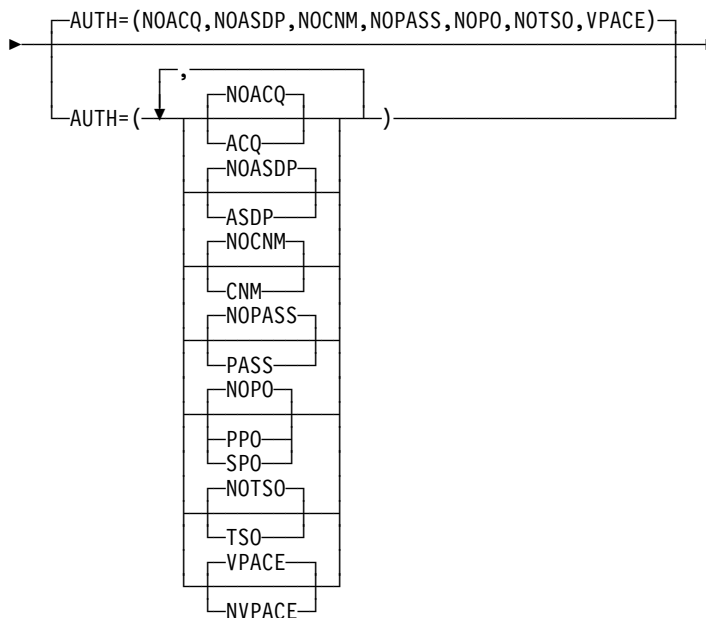 AUTH=(NOACQ,NOASDP,NOCNM,NOPASS,NOPO,NOTSO,VPACE)
,
AUTH=(
NOACQ
)
ACQ
NOASDP
ASDP
NOCNM
CNM
NOPASS
PASS
NOPO
PPO
SPO
NOTSO
TSO
VPACE
NVPACE